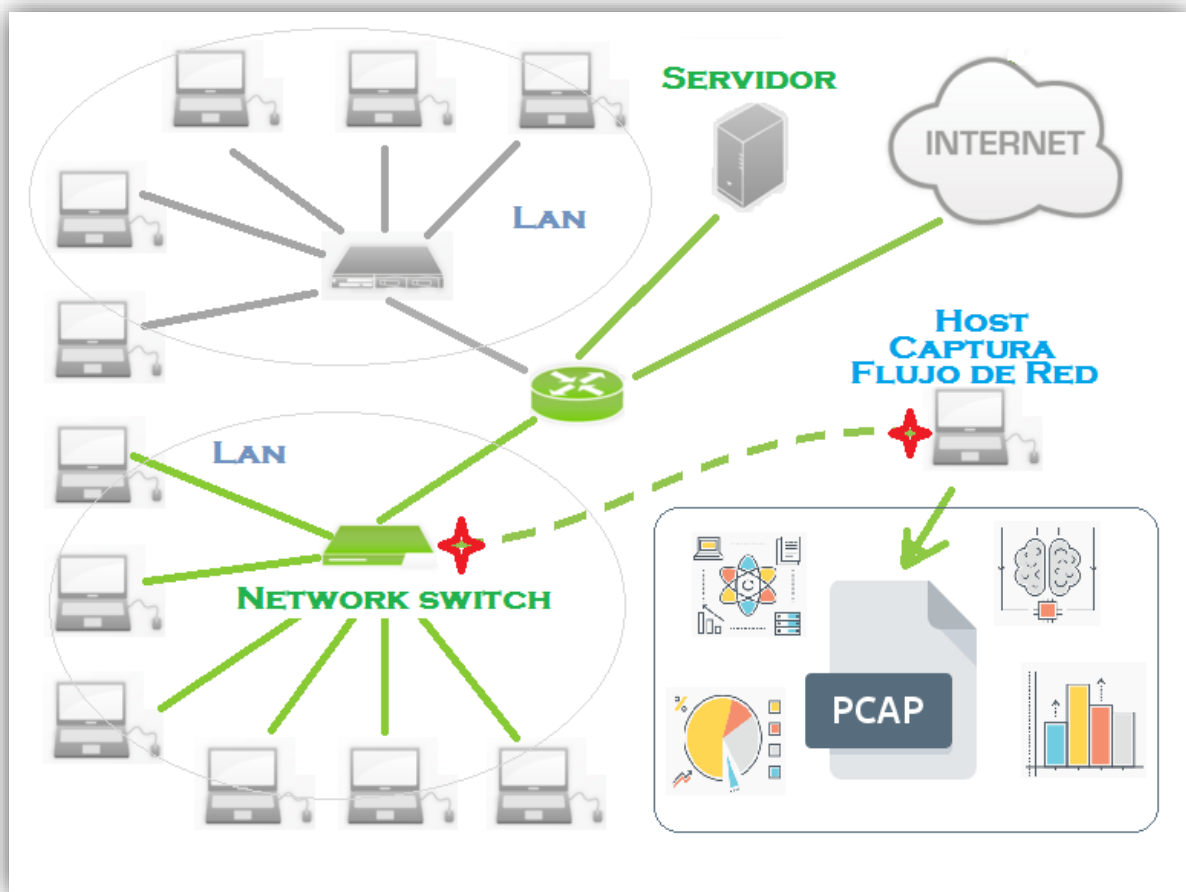 Servidor
INTERNET
Lan
Host
Captura
Flujo de Red
Lan
Network switch
PCAP